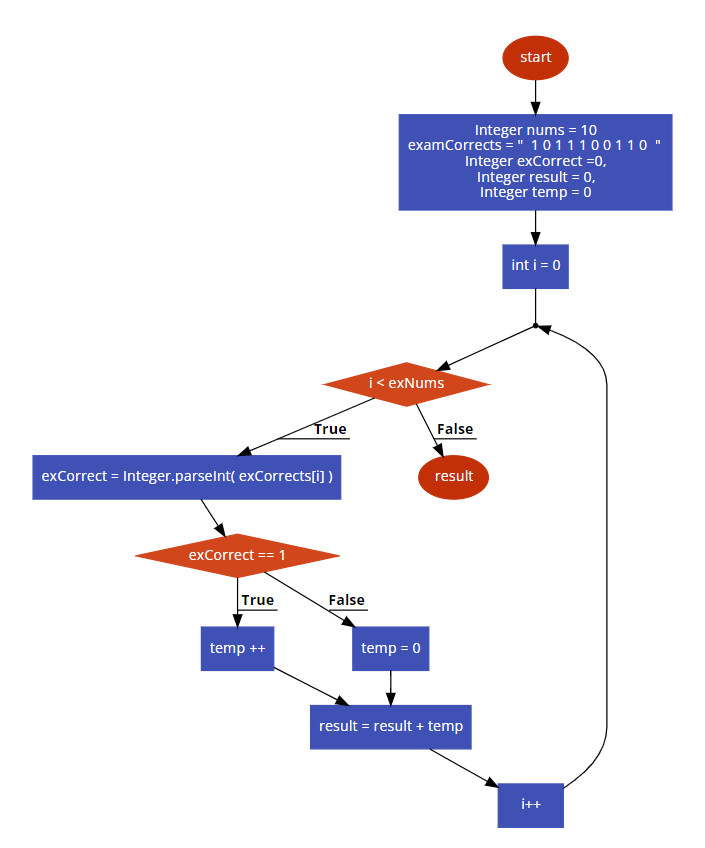 start
Integer nums = 10
examCorrects = "  1 0 1 1 1 0 0 1 1 0  "
Integer exCorrect =0,
Integer result = 0,
Integer temp = 0
int i = 0
i < exNums
True
False
exCorrect = Integer.parseInt( exCorrects[i] )
result
exCorrect == 1
True
False
temp ++
temp = 0
result = result + temp
i++